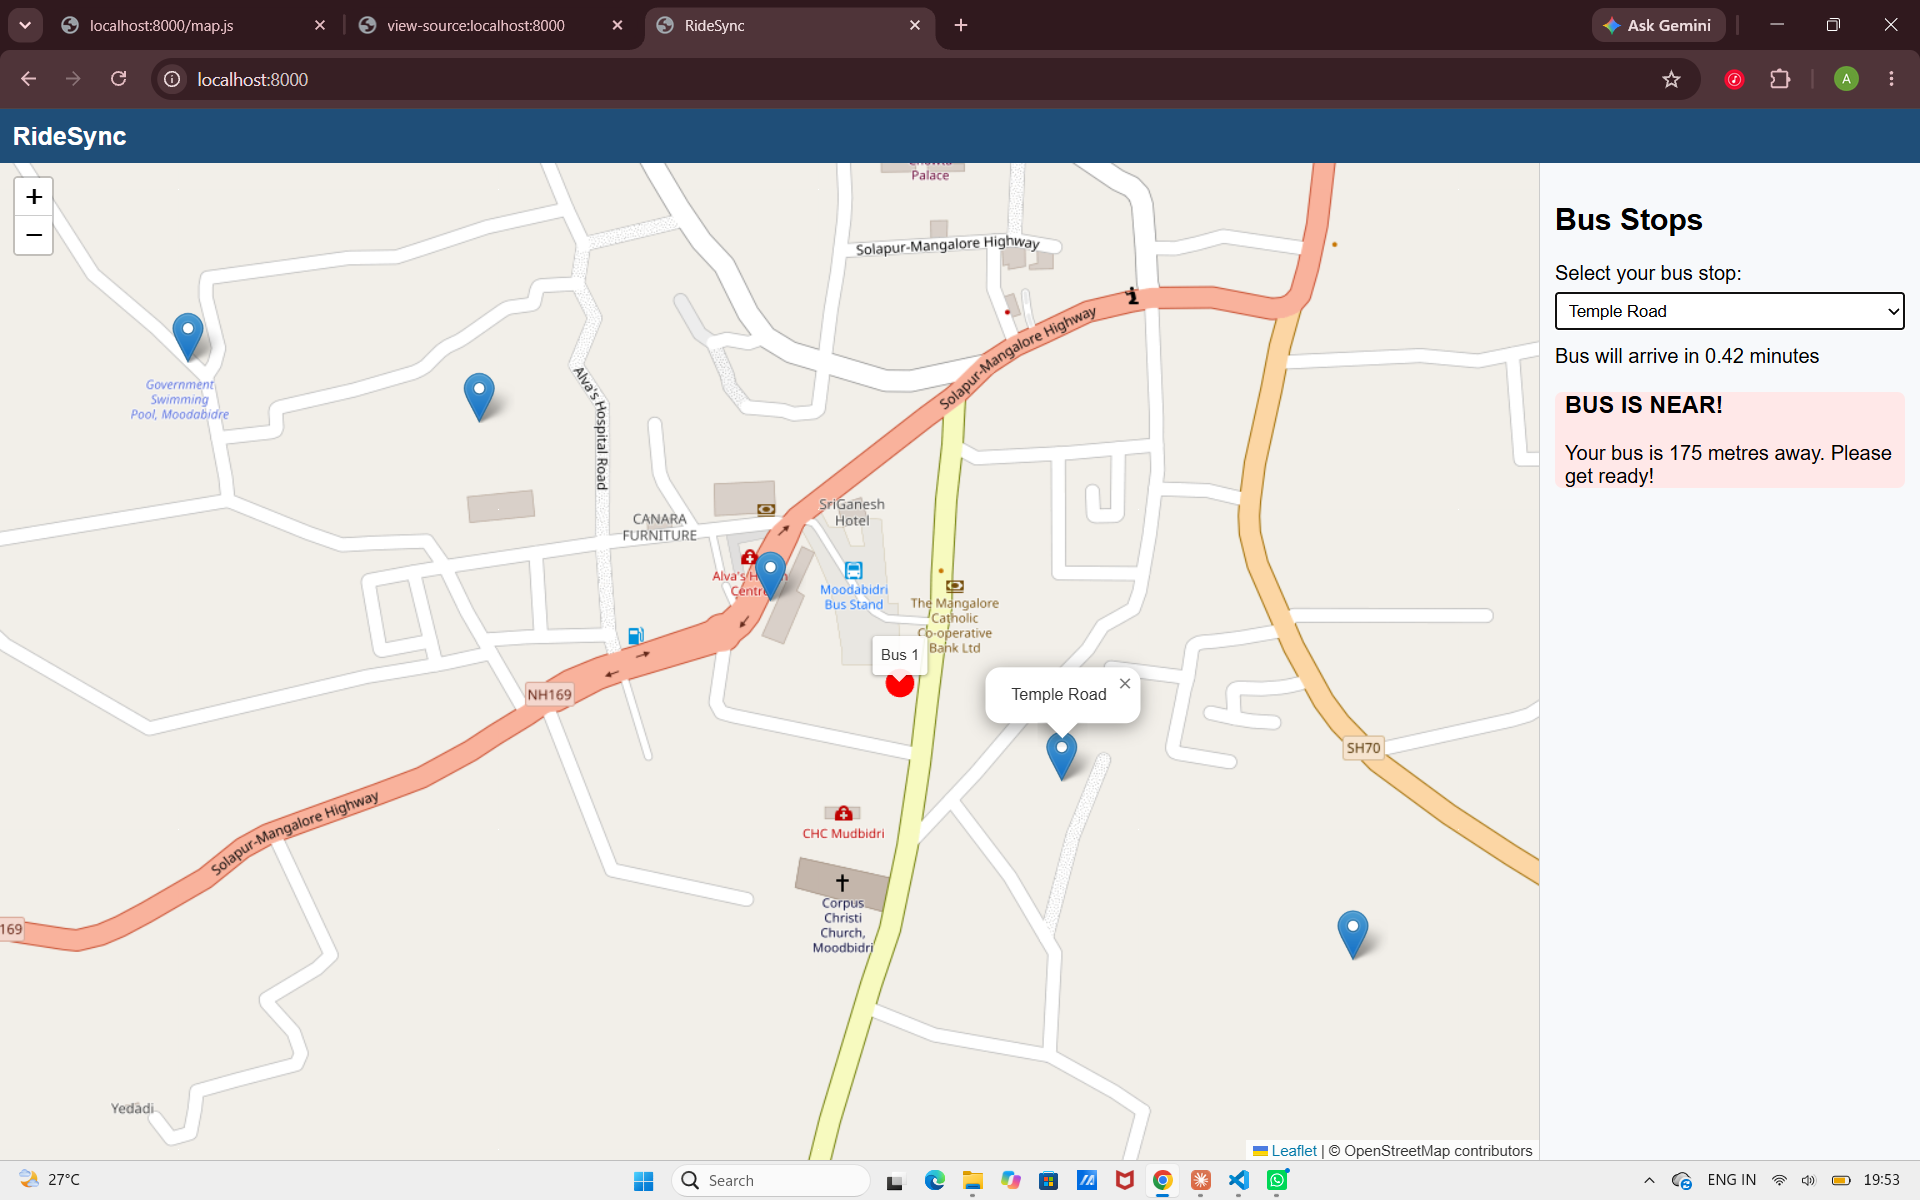 localhost:8000/map.js
view-source:localhost:8000
RideSync
Ask Gemini
localhost:8000
A
RideSync
+
−
Palace
Solapur-Mangalore Highway
Solapur-Mangalore Highway
Government
Swimming
Pool, Moodabidre
Alva's Hospital Road
CANARA
FURNITURE
SriGanesh
Hotel
Alva's
Centre
Moodabidri
Bus Stand
The Mangalore
Catholic
Co-operative
Bank Ltd
Bus 1
NH169
Temple Road
×
SH70
Solapur-Mangalore Highway
CHC Mudbidri
Corpus
Christi
Church,
Moodbidri
169
Yedadi
Leaflet | © OpenStreetMap contributors
Bus Stops
Select your bus stop:
Temple Road
Bus will arrive in 0.42 minutes
BUS IS NEAR!
Your bus is 175 metres away. Please
get ready!
27°C
Search
ENG IN
19:53